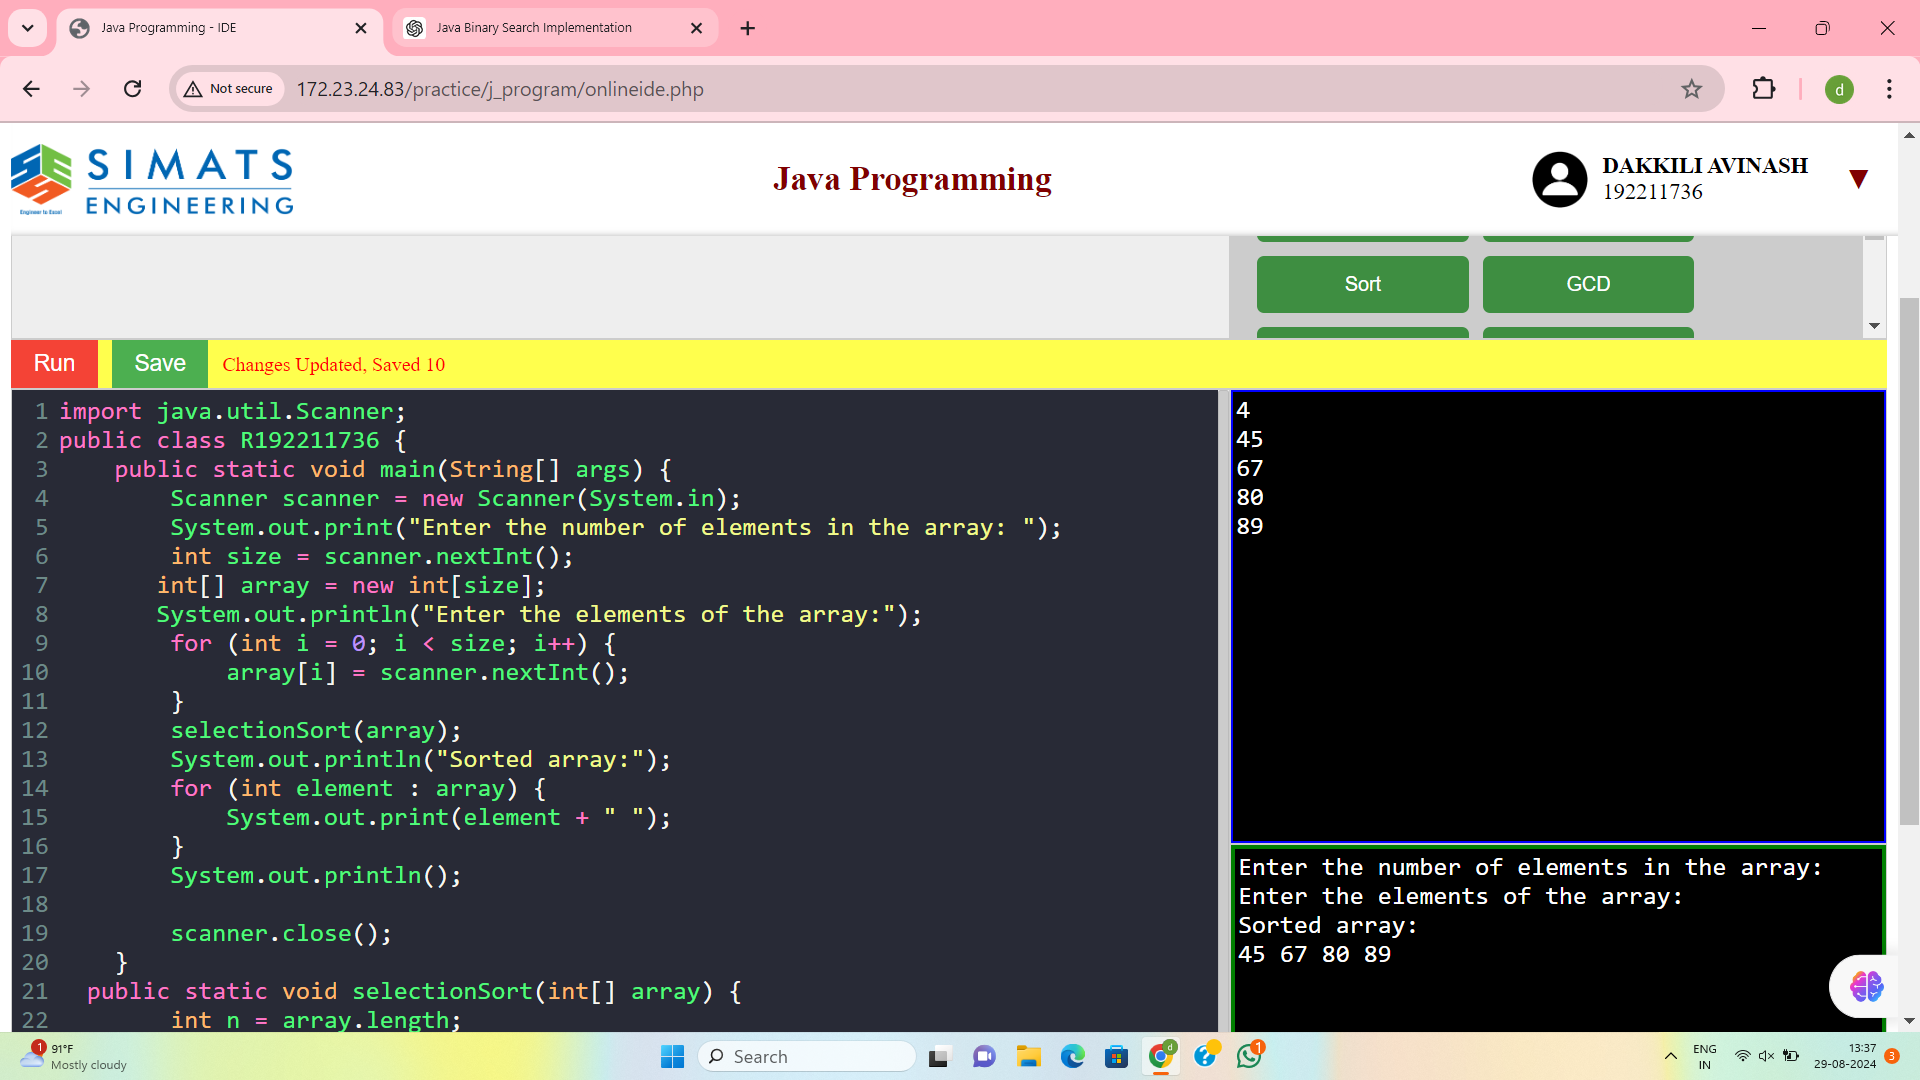 Java Programming - IDE
Java Binary Search Implementation
Not secure
172.23.24.83/practice/j_program/onlineide.php
d
SIMATS
ENGINEERING
Engineer to Excel
Java Programming
DAKKILI AVINASH
192211736
Sort
GCD
Run
Save
Changes Updated, Saved 10
1 import java.util.Scanner;
2 public class R192211736 {
3     public static void main(String[] args) {
4         Scanner scanner = new Scanner(System.in);
5         System.out.print("Enter the number of elements in the array: ");
6         int size = scanner.nextInt();
7        int[] array = new int[size];
8        System.out.println("Enter the elements of the array:");
9         for (int i = 0; i < size; i++) {
10             array[i] = scanner.nextInt();
11         }
12         selectionSort(array);
13         System.out.println("Sorted array:");
14         for (int element : array) {
15             System.out.print(element + " ");
16         }
17         System.out.println();
18
19         scanner.close();
20     }
21   public static void selectionSort(int[] array) {
22         int n = array.length;
4
45
67
80
89
Enter the number of elements in the array:
Enter the elements of the array:
Sorted array:
45 67 80 89
1
91°F
Mostly cloudy
Search
d
1
ENG
IN
13:37
29-08-2024
3